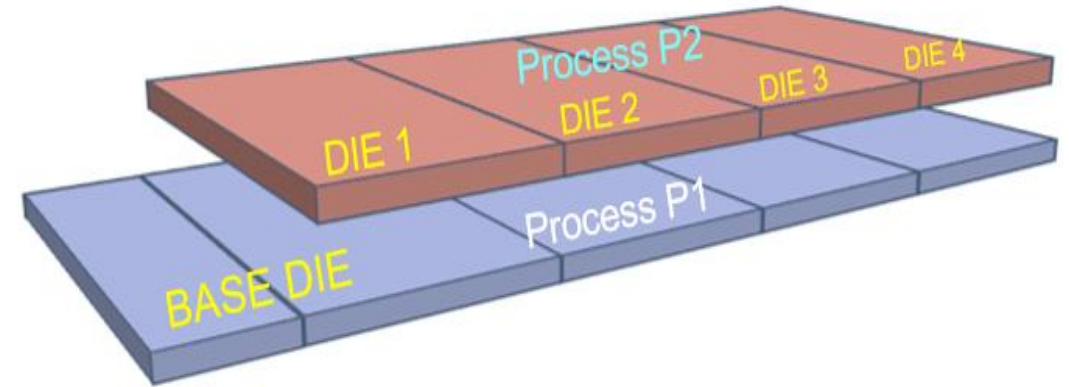 Process P2
DIE 1
DIE 2
DIE 3
DIE 4
Process P1
BASE DIE